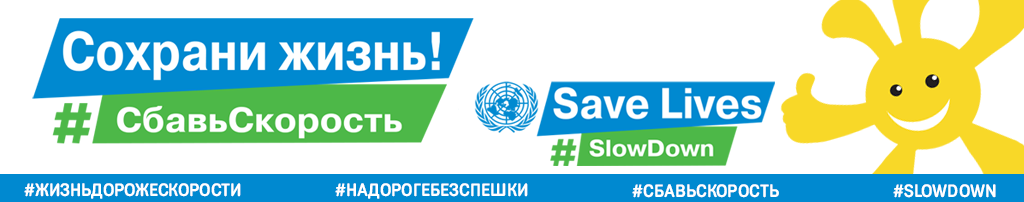 Сохрани жизнь!
#СбавьСкорость
Save Lives
#SlowDown
#ЖИЗНЬДОРОЖЕСКОРОСТИ
#НАДОРОГЕБЕЗСПЕШКИ
#СБАВЬСКОРОСТЬ
#SLOWDOWN